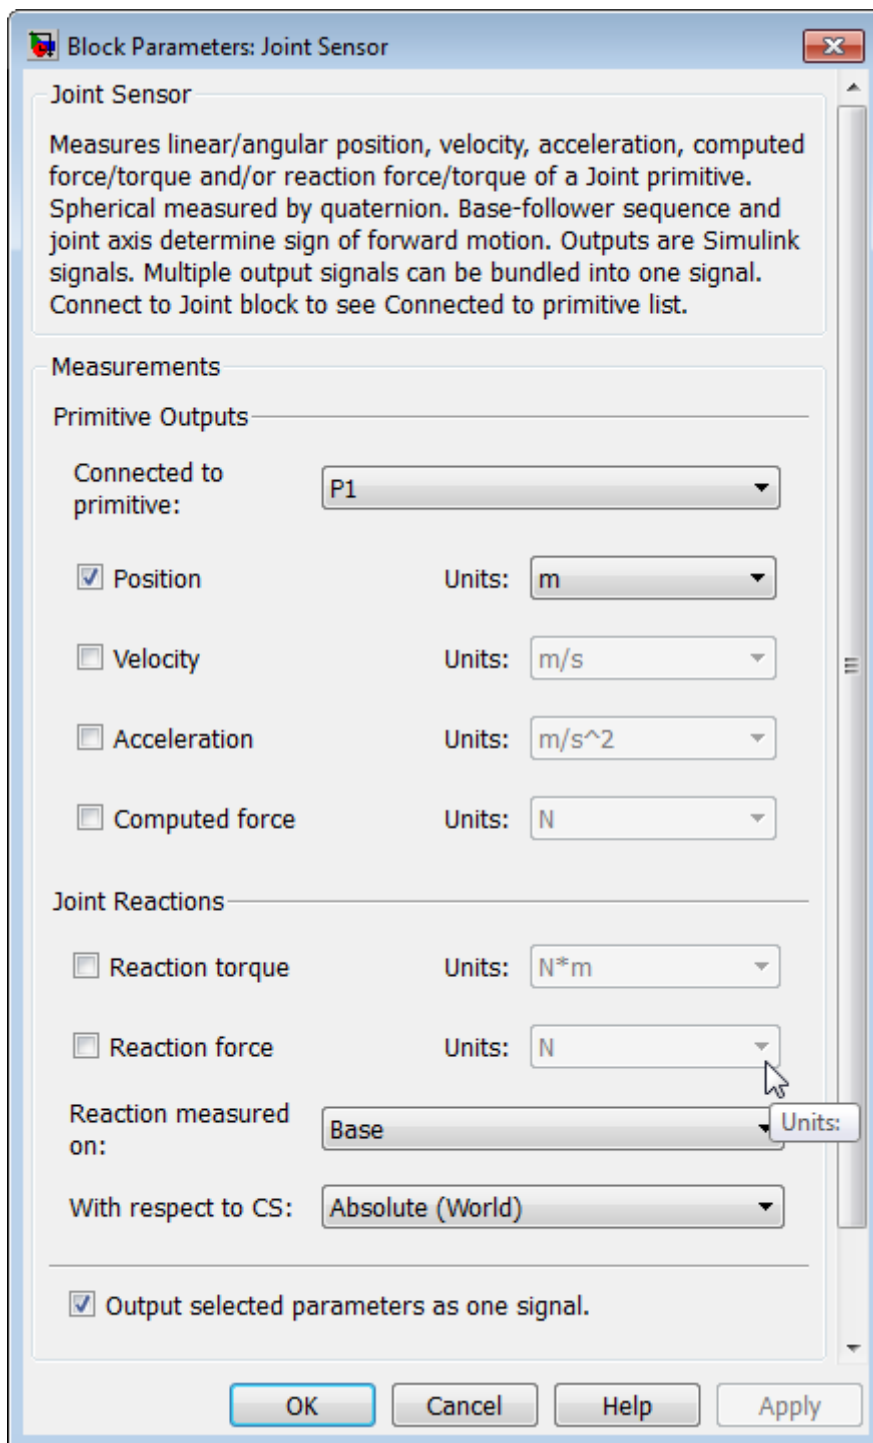 Block Parameters: Joint Sensor
Joint Sensor
Measures linear/angular position, velocity, acceleration, computed
force/torque and/or reaction force/torque of a Joint primitive.
Spherical measured by quaternion. Base-follower sequence and
joint axis determine sign of forward motion. Outputs are Simulink
signals. Multiple output signals can be bundled into one signal.
Connect to Joint block to see Connected to primitive list.
Measurements
Primitive Outputs
Connected to
primitive:
P1
Position Units: m
Velocity Units: m/s
Acceleration Units: m/s^2
Computed force Units: N
Joint Reactions
Reaction torque Units: N*m
Reaction force Units: N
Reaction measured
on:
Base
Units:
With respect to CS: Absolute (World)
Output selected parameters as one signal.
OK Cancel Help Apply